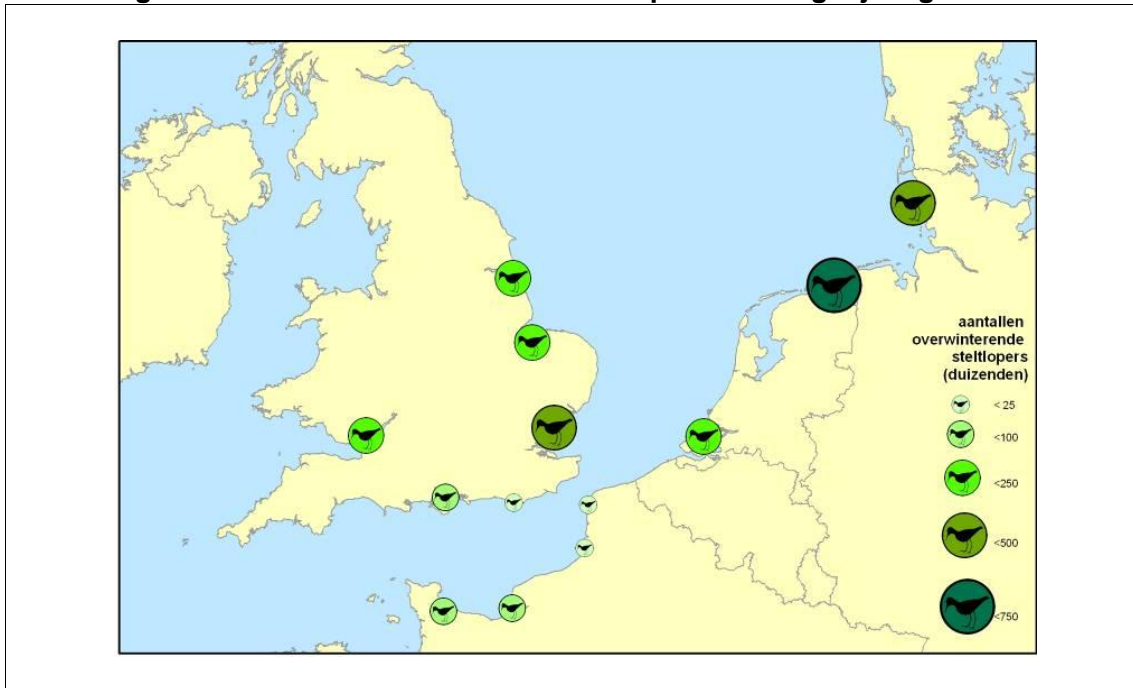 aantallen
overwinterende
steltlopers
(duizenden)
< 25
<100
<250
<500
<750